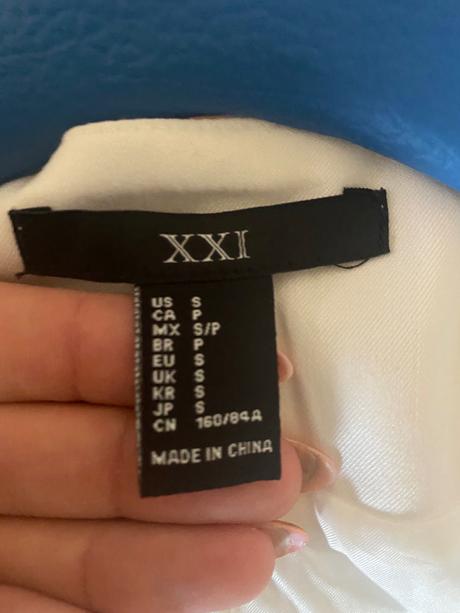 XXI
US S
CA P
MX S/P
BR P
EU S
UK S
KR S
JP S
CN 160/84A
MADE IN CHINA